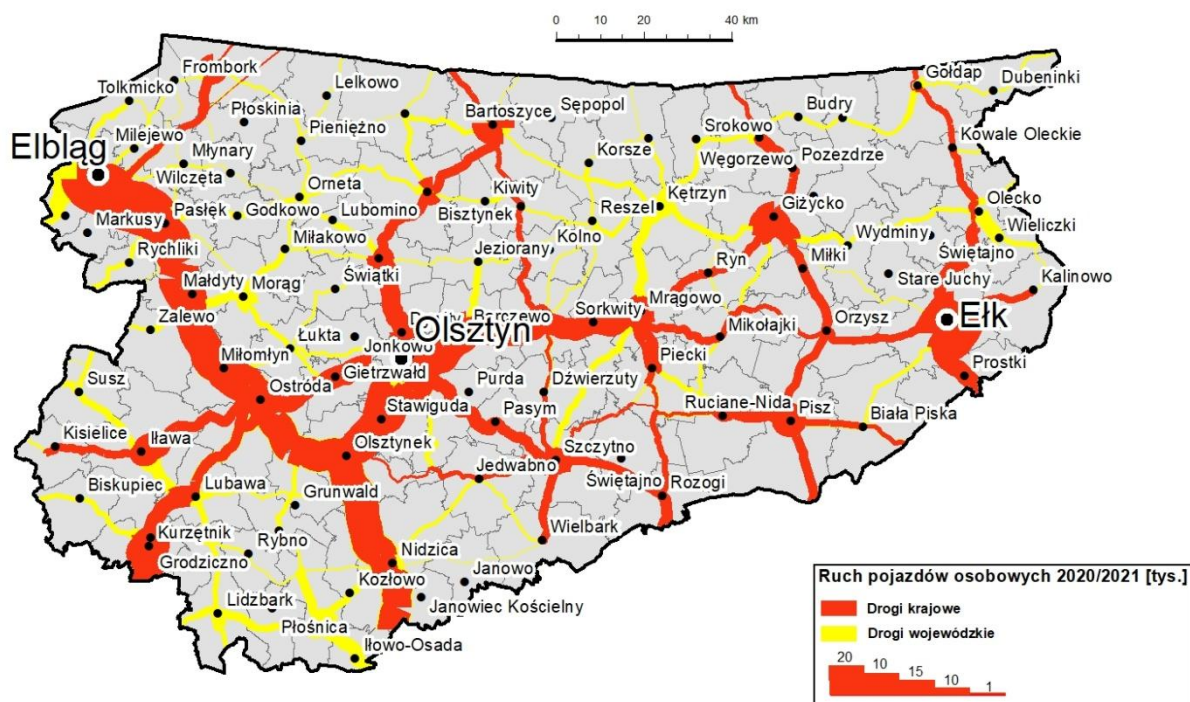 0 10 20 40 km
Frombork
Tolkmicko
Lelkowo
Płoskinia
Bartoszyce
Sępopol
Gołdap
Dubeninki
Budry
Milejewo
Pieniężno
Elbląg
Młynary
Korsze
Srokowo
Kowale Oleckie
Węgorzewo
Pozezdrze
Wilczęta
Orneta
Kiwity
Kętrzyn
Markusy
Pasłęk
Godkowo
Lubomino
Bisztynek
Reszel
Giżycko
Olecko
Wieliczki
Rychliki
Miłakowo
Jeziorany
Kolno
Wydminy
Świętajno
Świątki
Ryn
Miłki
Stare Juchy
Kalinowo
Małdyty
Morąg
Sorkwity
Mrągowo
Zalewo
Łukta
Olsztyn
Barczewo
Mikołajki
Orzysz
Ełk
Jonkowo
Miłomłyn
Piecki
Prostki
Susz
Ostróda
Gietrzwałd
Purda
Dźwierzuty
Stawiguda
Pasym
Ruciane-Nida
Pisz
Biała Piska
Kisielice
Iława
Olsztynek
Szczytno
Jedwabno
Biskupiec
Lubawa
Grunwald
Świętajno
Rozogi
Kurzętnik
Rybno
Wielbark
Grodziczno
Nidzica
Kozłowo
Janowo
Lidzbark
Janowiec Kościelny
Płośnica
Iłowo-Osada
Ruch pojazdów osobowych 2020/2021 [tys.]
Drogi krajowe
Drogi wojewódzkie
20 10 15 10 1